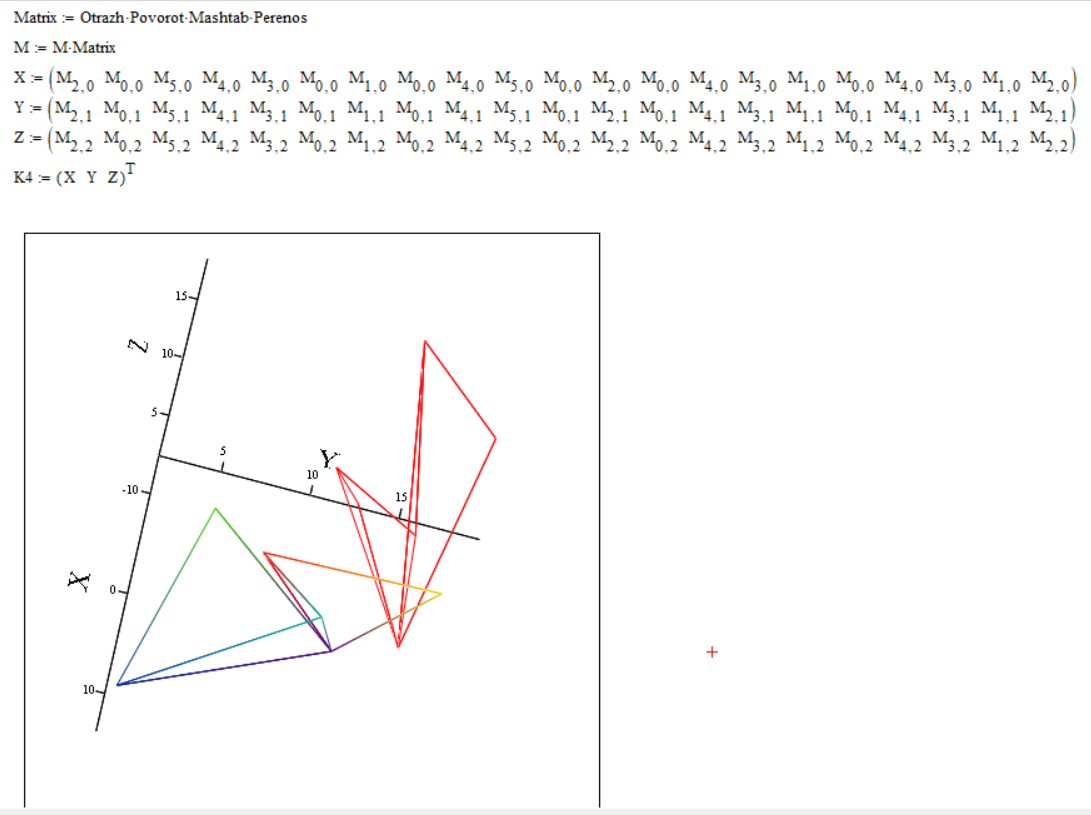 Matrix := Otrazh·Povorot·Mashtab·Perenos
M := M·Matrix
X := (M2,0 M0,0 M5,0 M4,0 M3,0 M0,0 M1,0 M0,0 M4,0 M5,0 M0,0 M2,0 M0,0 M4,0 M3,0 M1,0 M0,0 M4,0 M3,0 M1,0 M2,0)
Y := (M2,1 M0,1 M5,1 M4,1 M3,1 M0,1 M1,1 M0,1 M4,1 M5,1 M0,1 M2,1 M0,1 M4,1 M3,1 M1,1 M0,1 M4,1 M3,1 M1,1 M2,1)
Z := (M2,2 M0,2 M5,2 M4,2 M3,2 M0,2 M1,2 M0,2 M4,2 M5,2 M0,2 M2,2 M0,2 M4,2 M3,2 M1,2 M0,2 M4,2 M3,2 M1,2 M2,2)
K4 := (X Y Z)T
15
Z
10
5
5
Y
10
-10
15
X
0
10